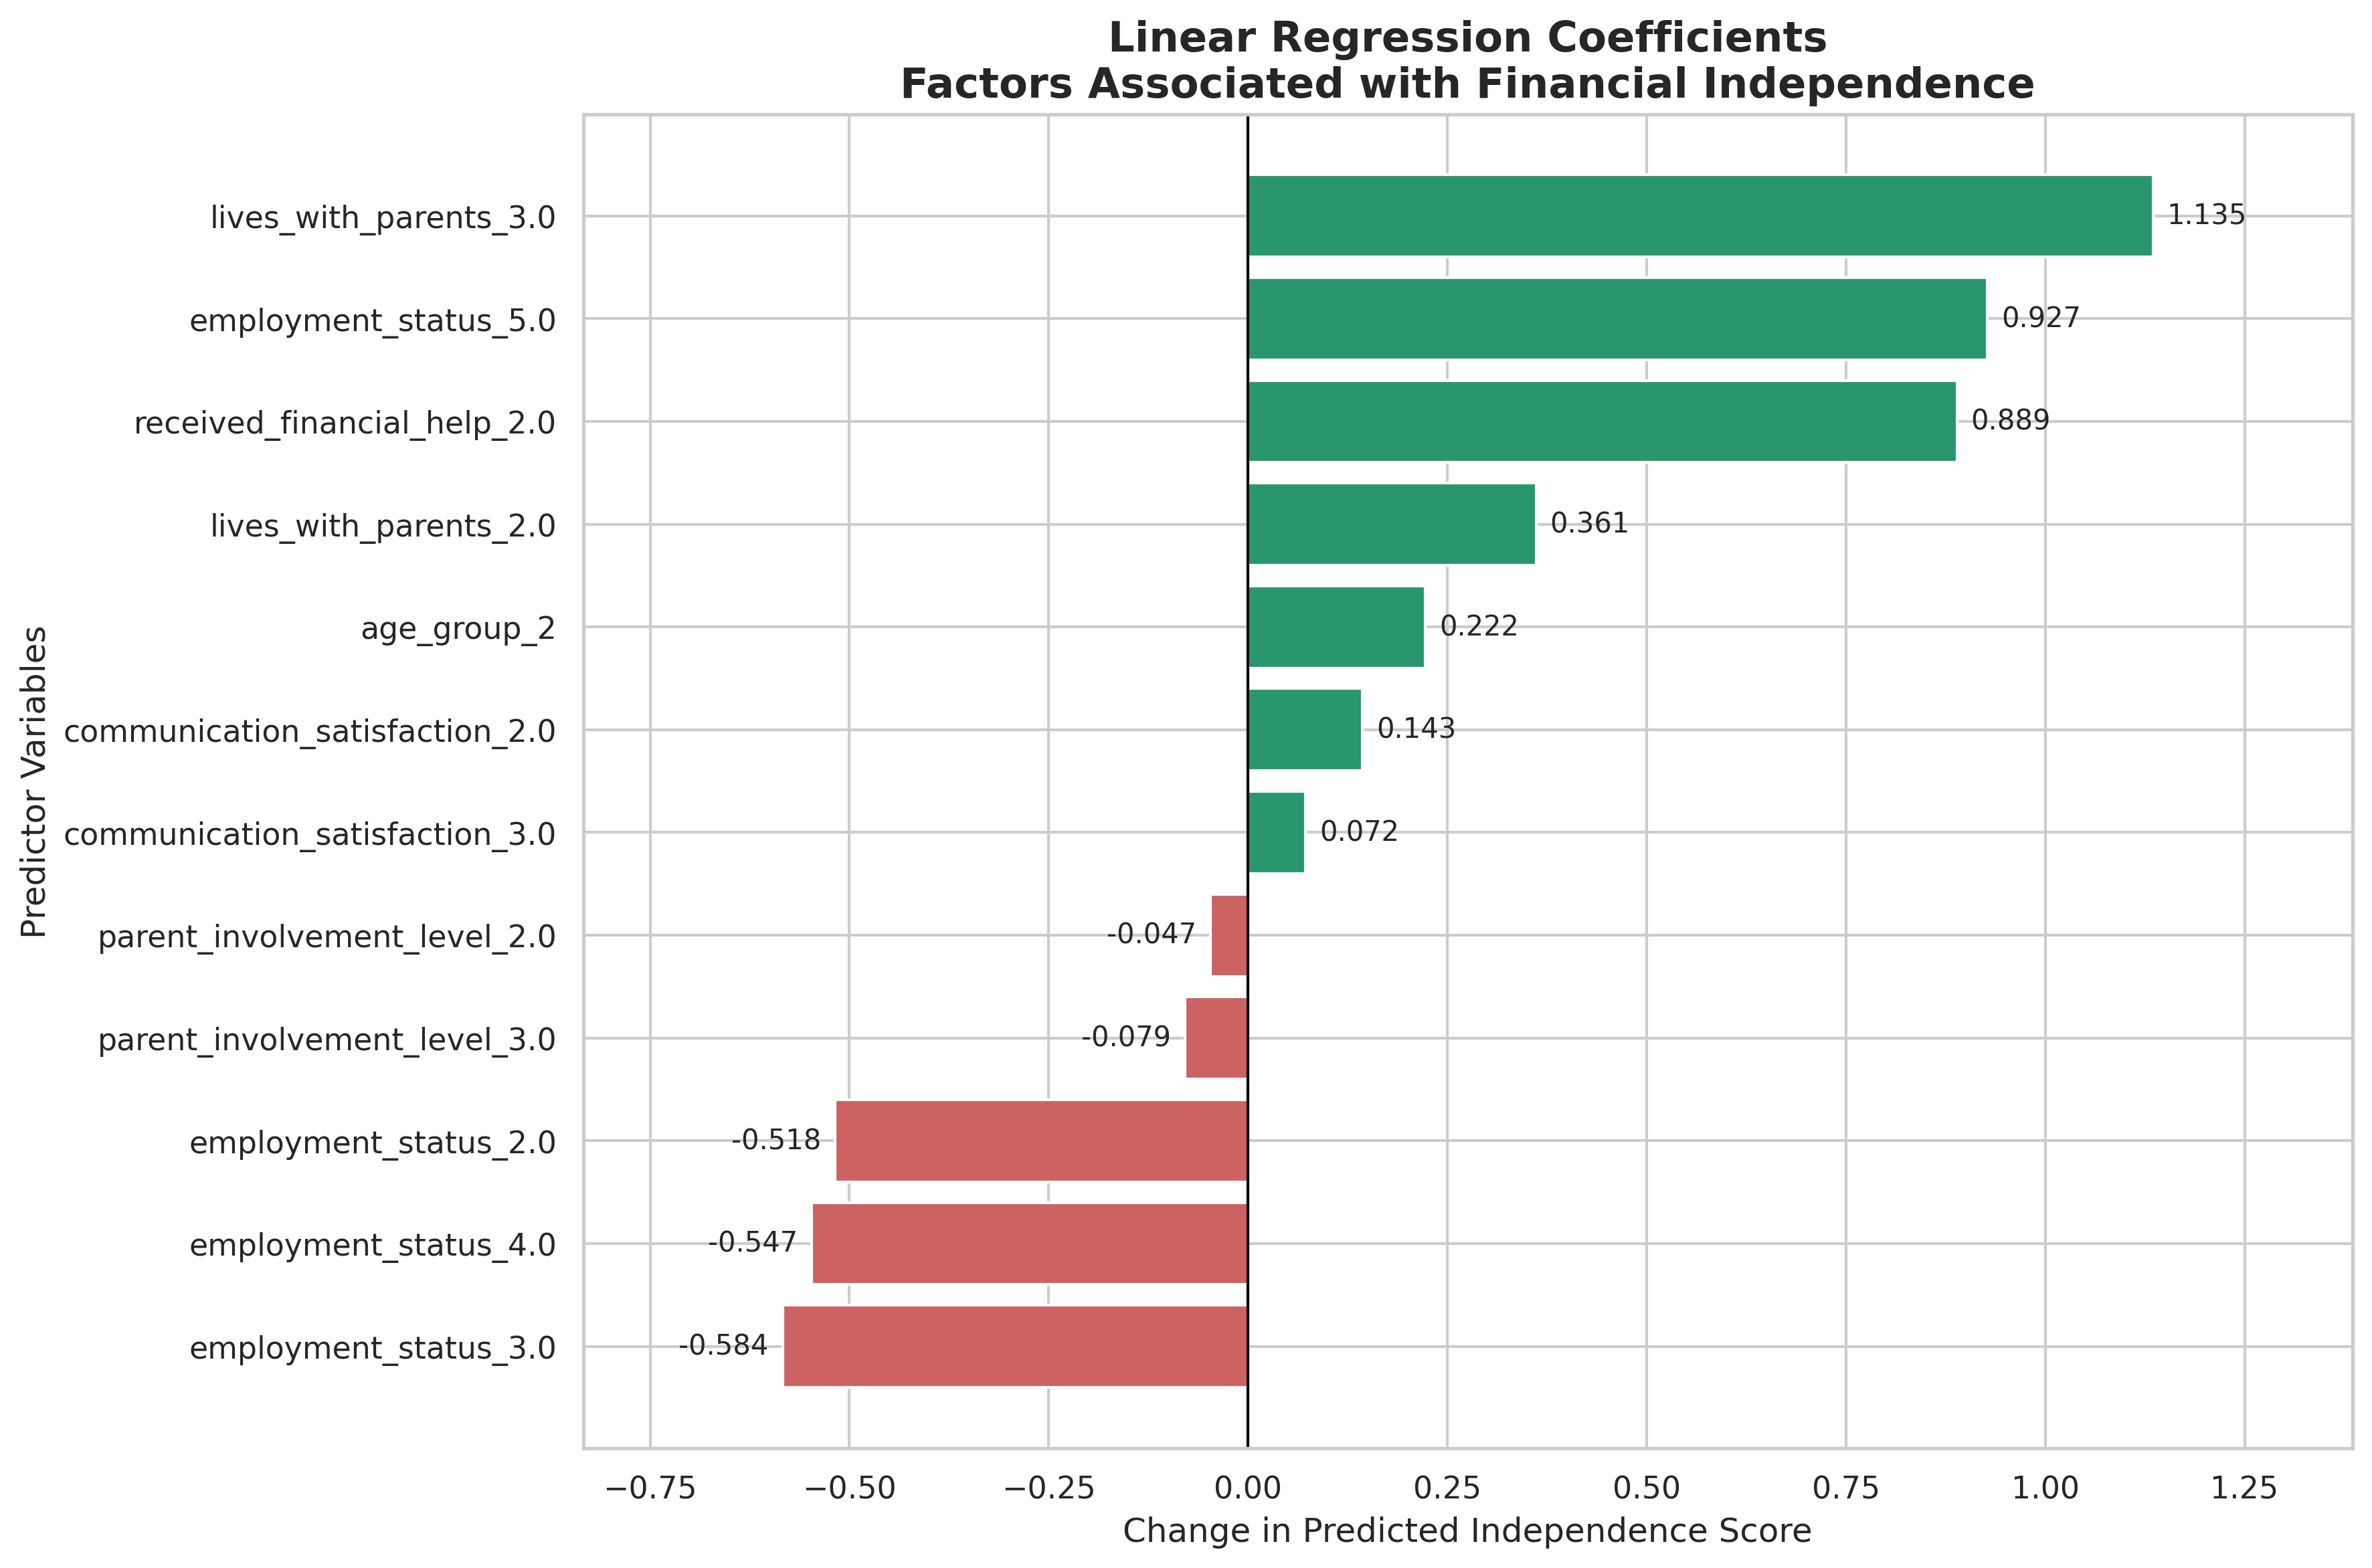 Linear Regression Coefficients
Factors Associated with Financial Independence
Predictor Variables
lives_with_parents_3.0 1.135
employment_status_5.0 0.927
received_financial_help_2.0 0.889
lives_with_parents_2.0 0.361
age_group_2 0.222
communication_satisfaction_2.0 0.143
communication_satisfaction_3.0 0.072
parent_involvement_level_2.0 -0.047
parent_involvement_level_3.0 -0.079
employment_status_2.0 -0.518
employment_status_4.0 -0.547
employment_status_3.0 -0.584
−0.75 −0.50 −0.25 0.00 0.25 0.50 0.75 1.00 1.25
Change in Predicted Independence Score